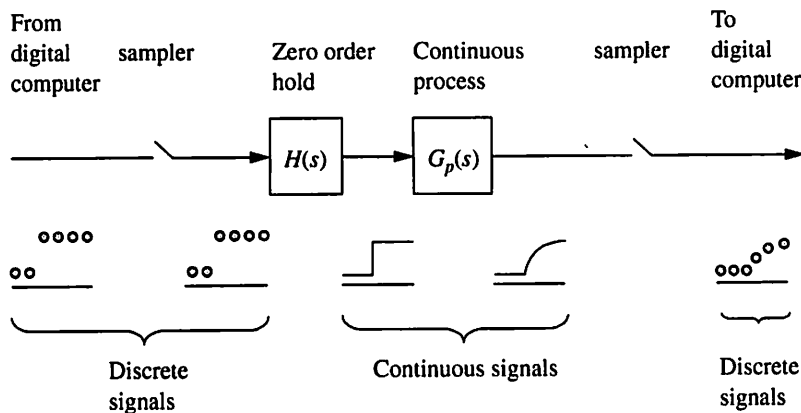 From
digital
computer
sampler
Zero order
hold
Continuous
process
sampler
To
digital
computer
H(s)
G_p(s)
Discrete
signals
Continuous signals
Discrete
signals